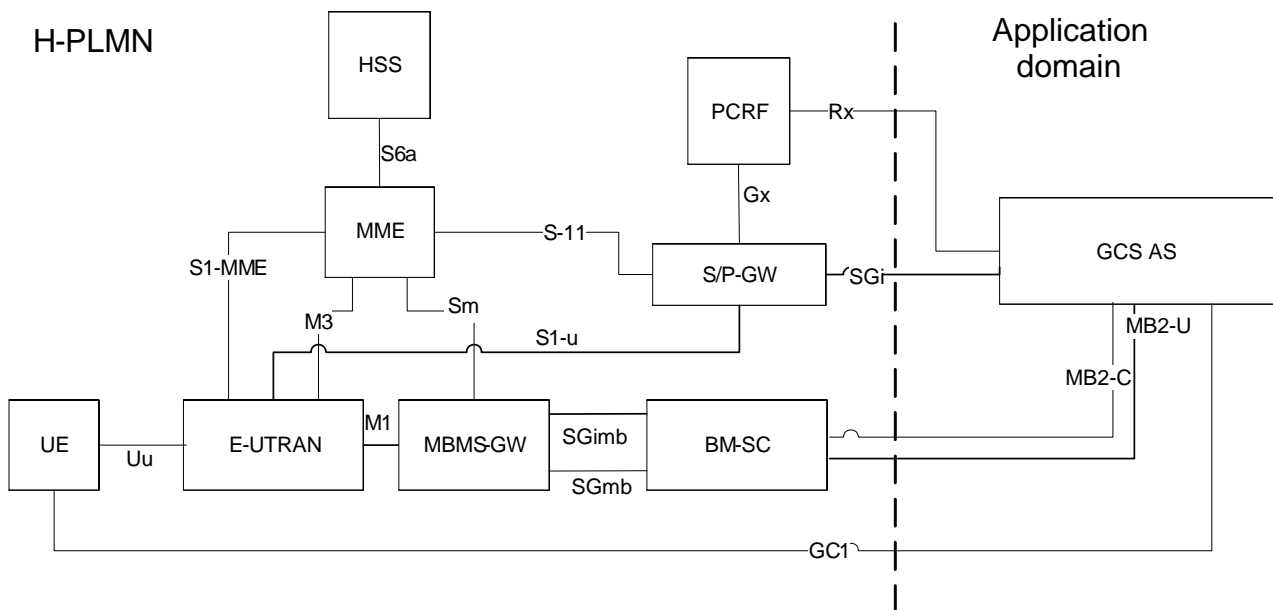 H-PLMN
Application
domain
HSS
PCRF
Rx
S6a
Gx
MME
S-11
GCS AS
S1-MME
S/P-GW
SGi
M3
Sm
S1-u
MB2-U
MB2-C
UE
Uu
E-UTRAN
M1
MBMS-GW
SGimb
SGmb
BM-SC
GC1